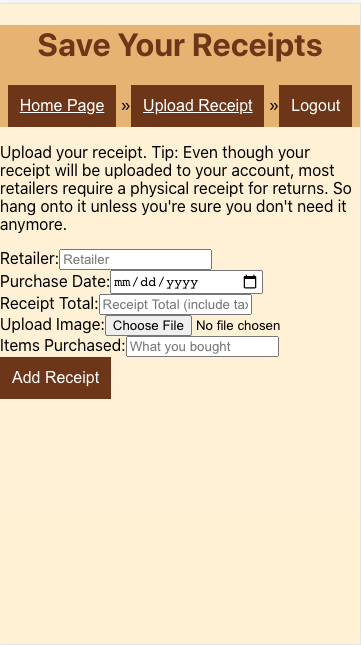 Save Your Receipts
Home Page » Upload Receipt » Logout
Upload your receipt. Tip: Even though your
receipt will be uploaded to your account, most
retailers require a physical receipt for returns. So
hang onto it unless you're sure you don't need it
anymore.
Retailer: Retailer
Purchase Date: mm/dd/yyyy
Receipt Total: Receipt Total (include tax
Upload Image: Choose File No file chosen
Items Purchased: What you bought
Add Receipt